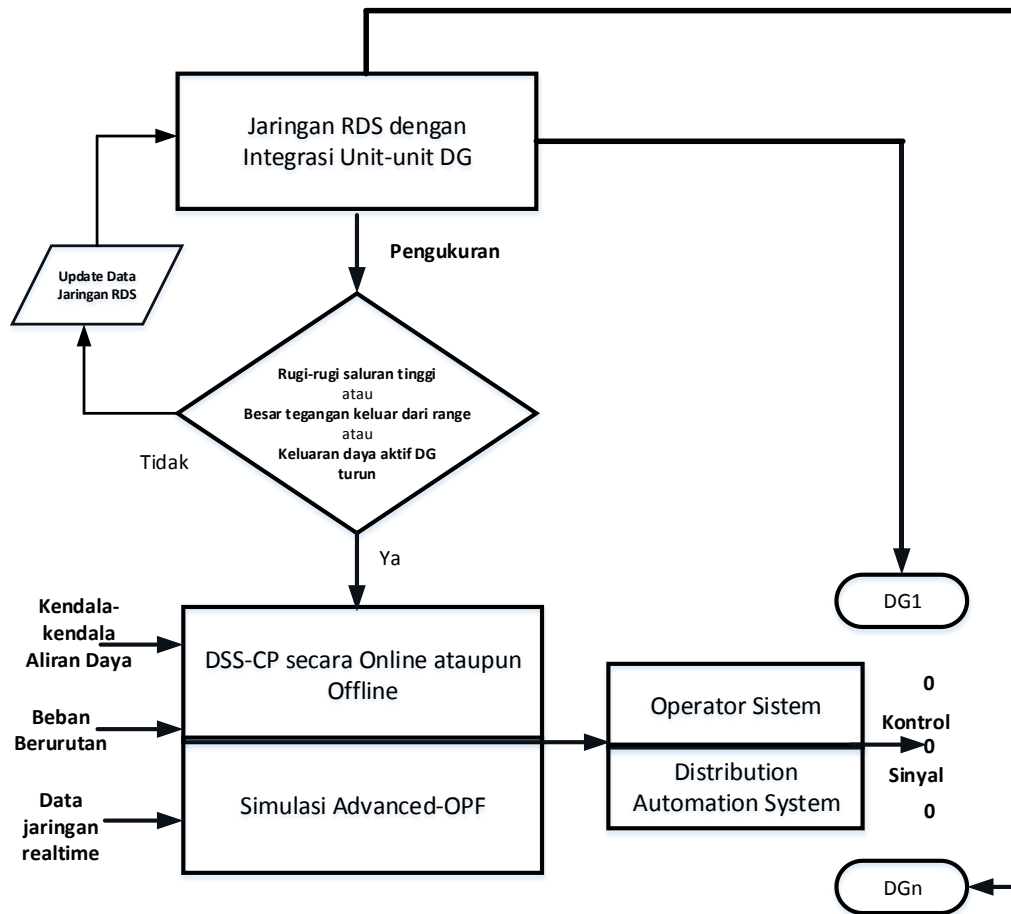 Jaringan RDS dengan
Integrasi Unit-unit DG
Pengukuran
Update Data
Jaringan RDS
Rugi-rugi saluran tinggi
atau
Besar tegangan keluar dari range
atau
Keluaran daya aktif DG
turun
Tidak
Ya
Kendala-
kendala
Aliran Daya
Beban
Berurutan
Data
jaringan
realtime
DSS-CP secara Online ataupun
Offline
Simulasi Advanced-OPF
Operator Sistem
Distribution
Automation System
DG1
0
Kontrol
0
Sinyal
0
DGn